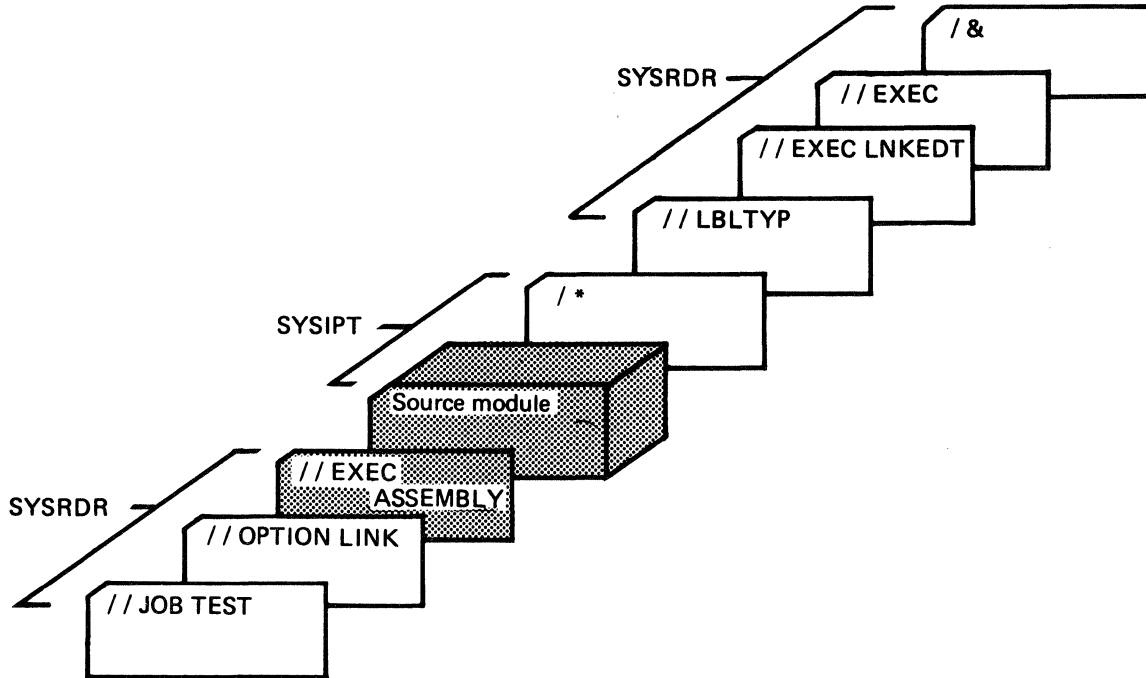 / &
SYSRDR
// EXEC
// EXEC LNKEDT
// LBLTYP
/ *
SYSIPT
Source module
// EXEC
ASSEMBLY
SYSRDR
// OPTION LINK
// JOB TEST